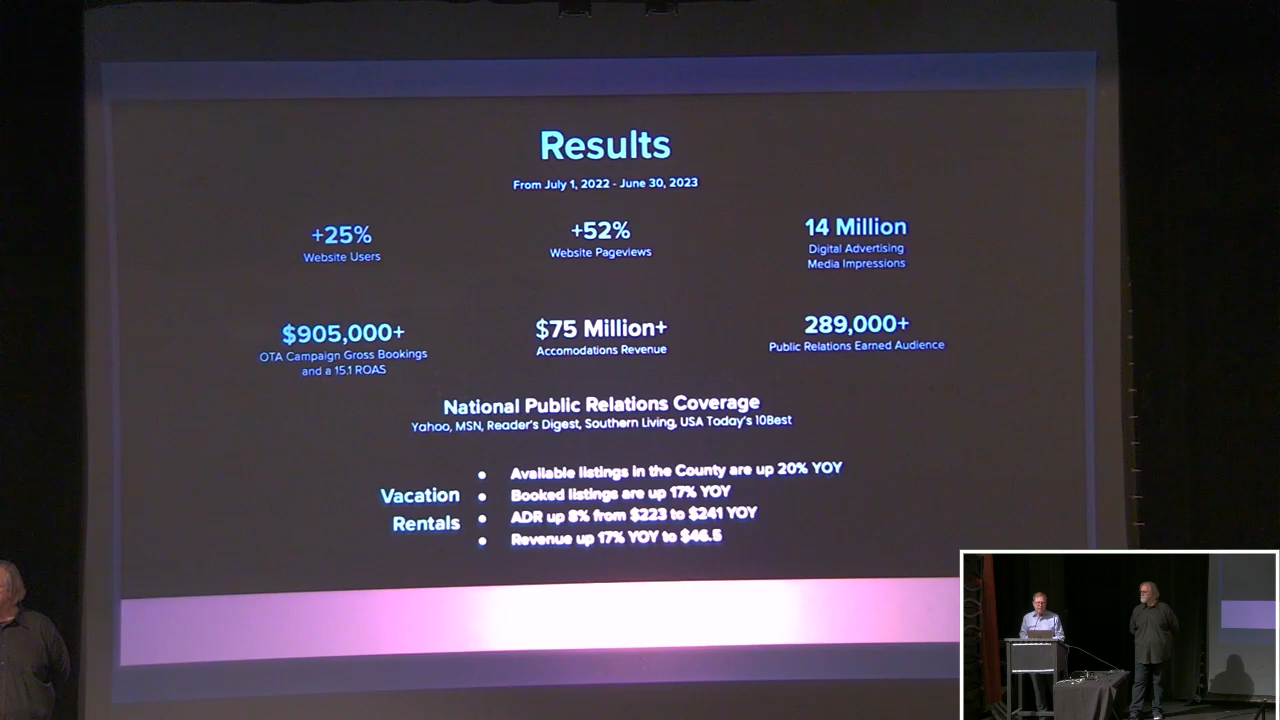 Results
From July 1, 2022 - June 30, 2023
+25%
Website Users
+52%
Website Pageviews
14 Million
Digital Advertising
Media Impressions
$905,000+
OTA Campaign Gross Bookings
and a 15.1 ROAS
$75 Million+
Accomodations Revenue
289,000+
Public Relations Earned Audience
National Public Relations Coverage
Yahoo, MSN, Reader's Digest, Southern Living, USA Today's 10Best
Vacation
Rentals
• Available listings in the County are up 20% YOY
• Booked listings are up 17% YOY
• ADR up 8% from $223 to $241 YOY
• Revenue up 17% YOY to $46.5